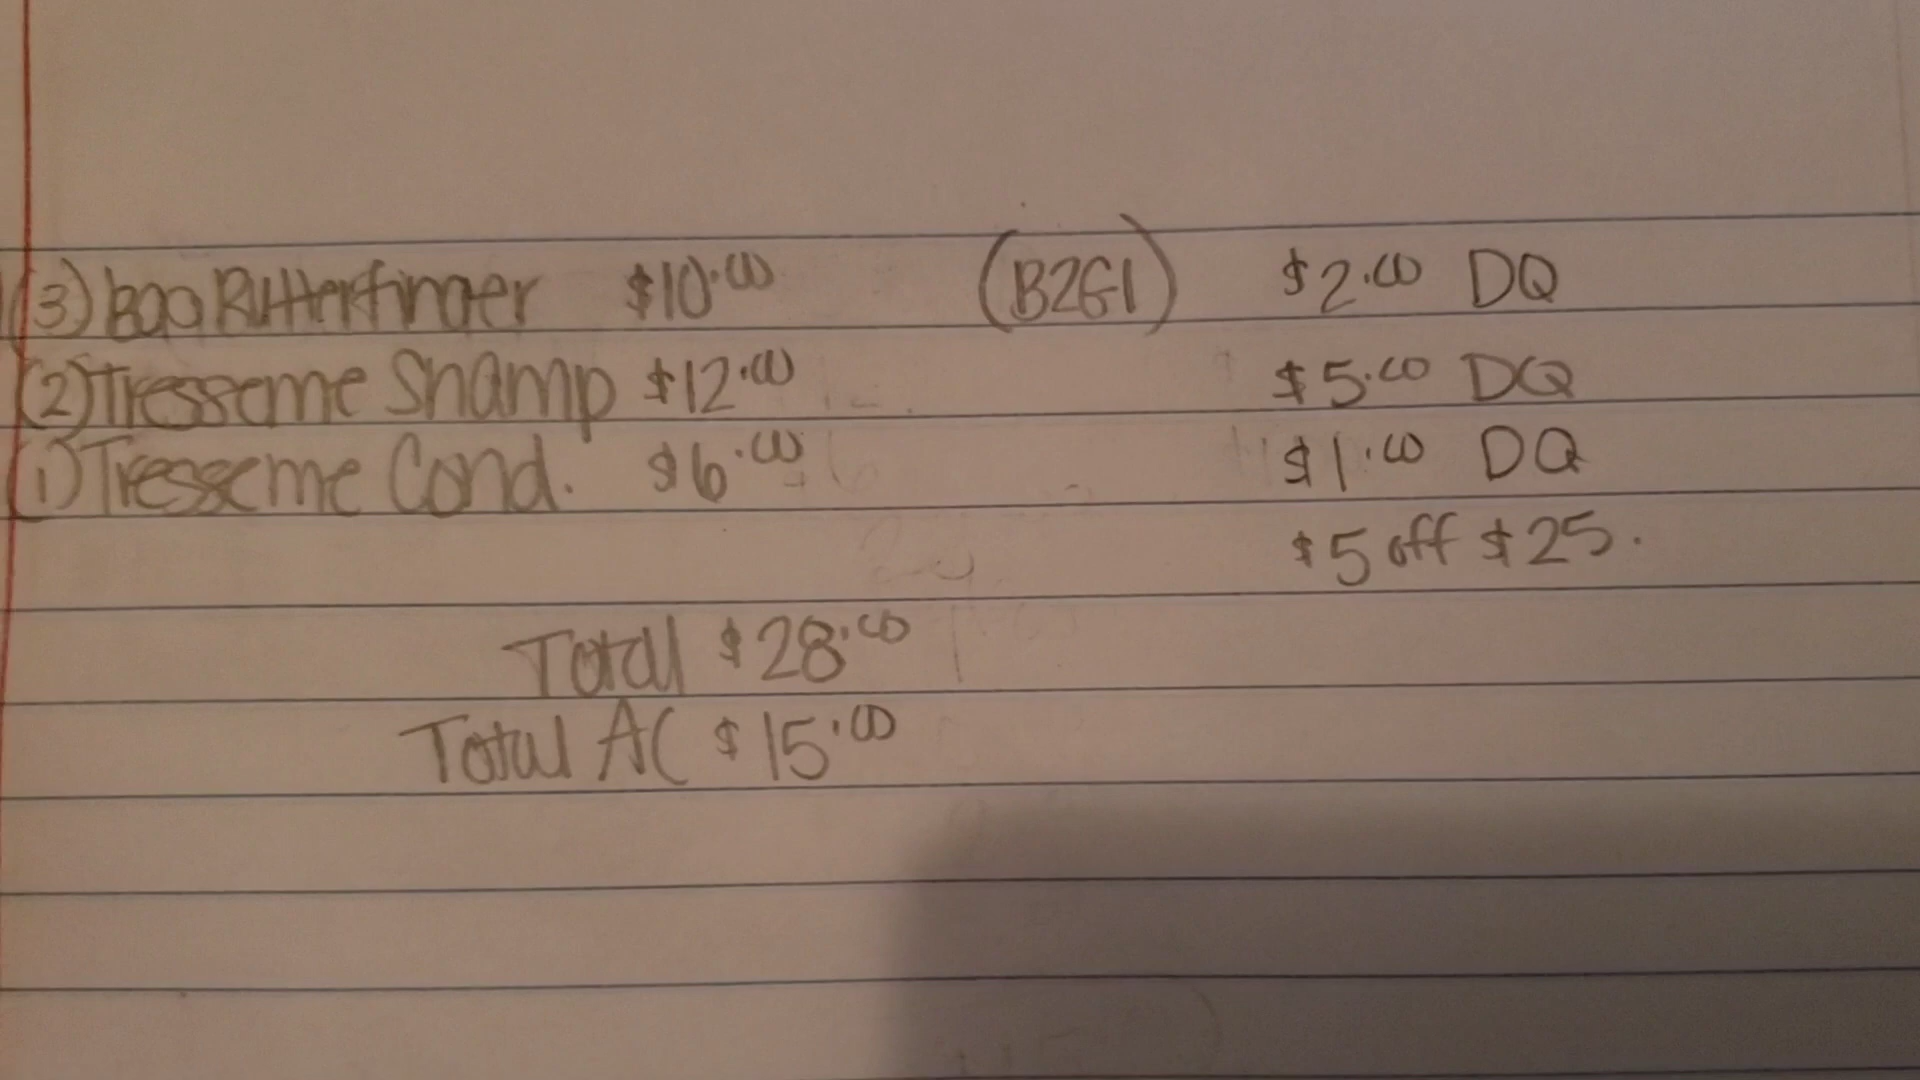 (3) Bag Butterfinger $10.00 (B2G1) $2.00 DQ
(2) Tresseme Shamp $12.00 $5.00 DQ
(1) Tresseme Cond. $6.00 $1.00 DQ
$5 off $25.
Total $28.00
Total AC $15.00